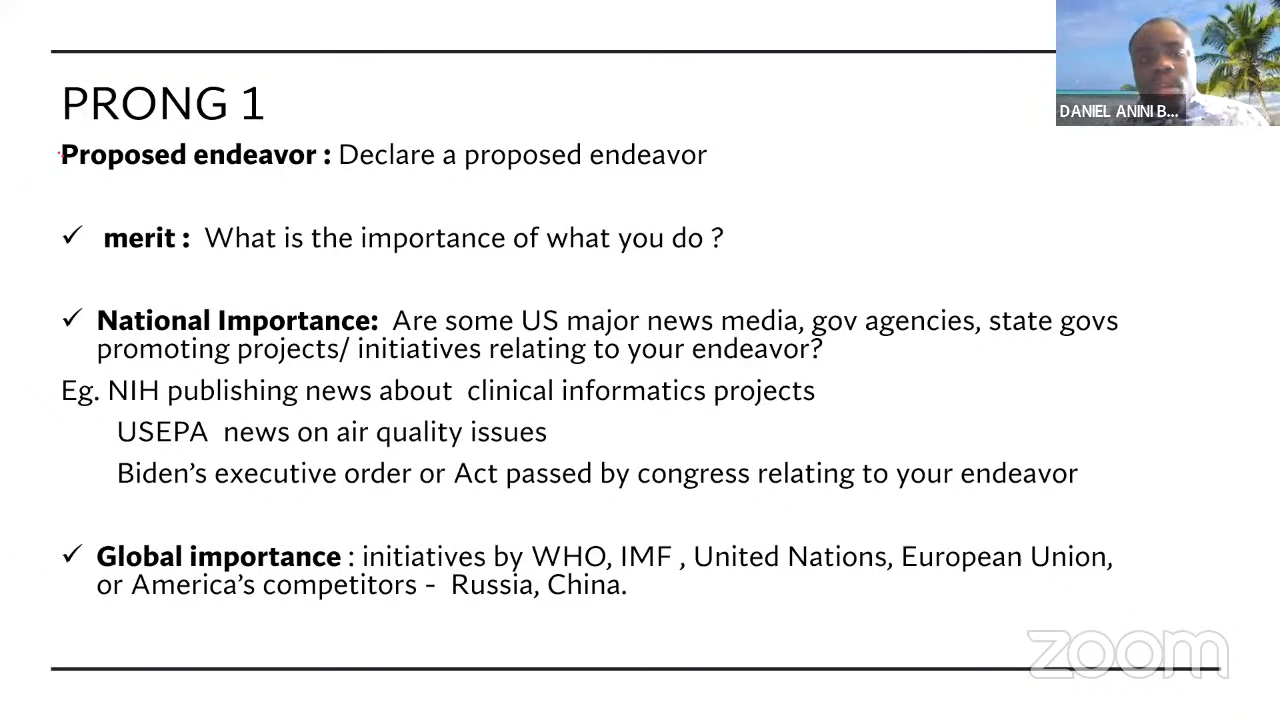 PRONG 1
Proposed endeavor : Declare a proposed endeavor
✓ merit : What is the importance of what you do ?
✓ National Importance: Are some US major news media, gov agencies, state govs
promoting projects/ initiatives relating to your endeavor?
Eg. NIH publishing news about clinical informatics projects
USEPA news on air quality issues
Biden’s executive order or Act passed by congress relating to your endeavor
✓ Global importance : initiatives by WHO, IMF , United Nations, European Union,
or America’s competitors - Russia, China.
DANIEL ANINI B...
zoom